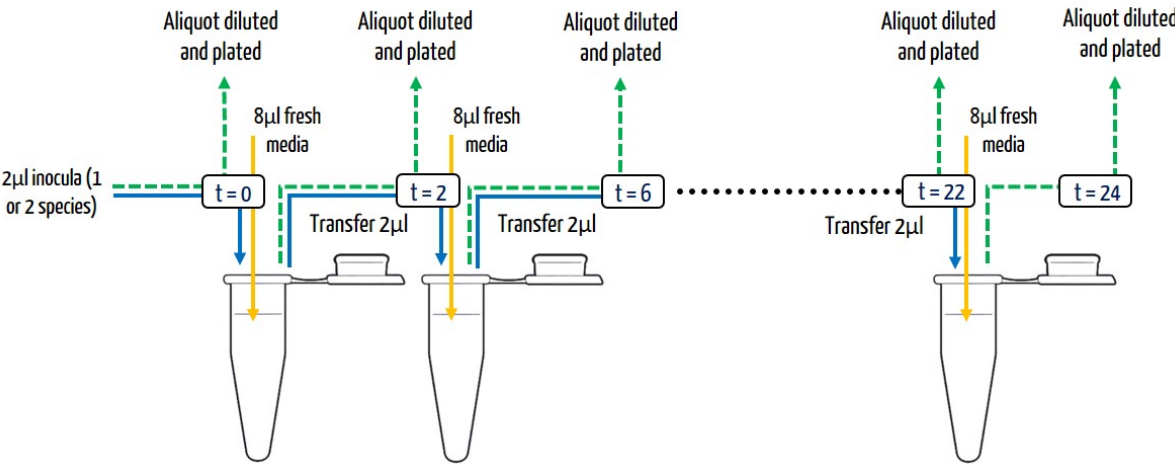 Aliquot diluted
and plated
Aliquot diluted
and plated
Aliquot diluted
and plated
Aliquot diluted
and plated
Aliquot diluted
and plated
8µl fresh
media
8µl fresh
media
8µl fresh
media
2µl inocula (1
or 2 species)
t = 0
t = 2
t = 6
t = 22
t = 24
Transfer 2µl
Transfer 2µl
Transfer 2µl